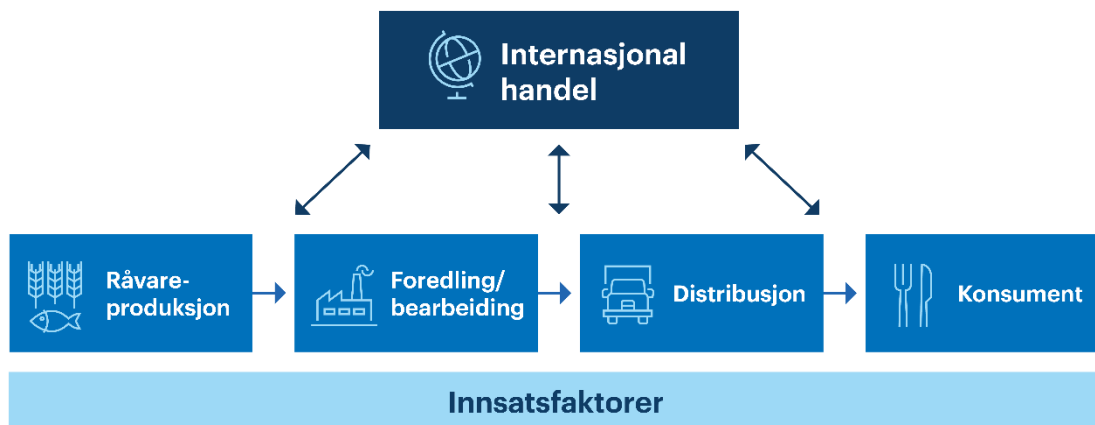 Internasjonal
handel
Råvare-
produksjon
Foredling/
bearbeiding
Distribusjon
Konsument
Innsatsfaktorer